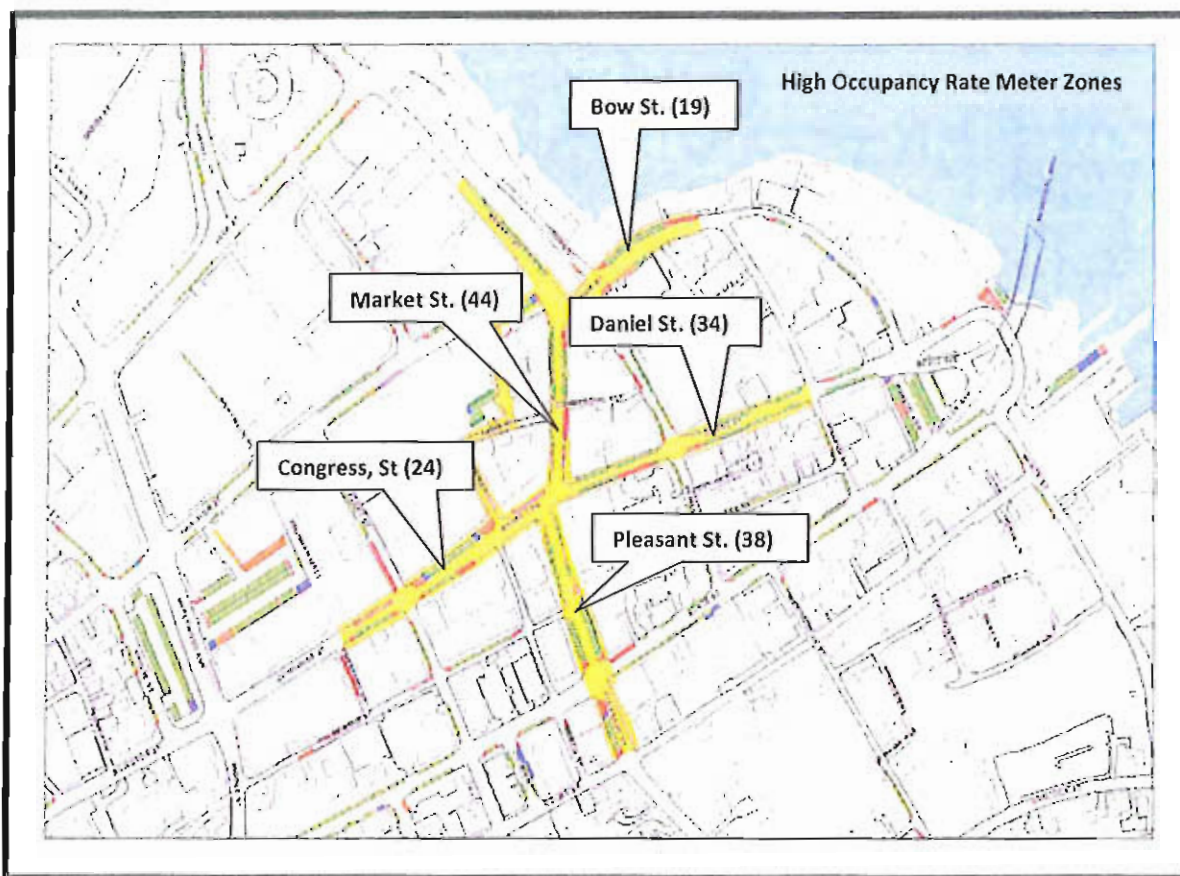 High Occupancy Rate Meter Zones
Bow St. (19)
Market St. (44)
Daniel St. (34)
Congress, St (24)
Pleasant St. (38)